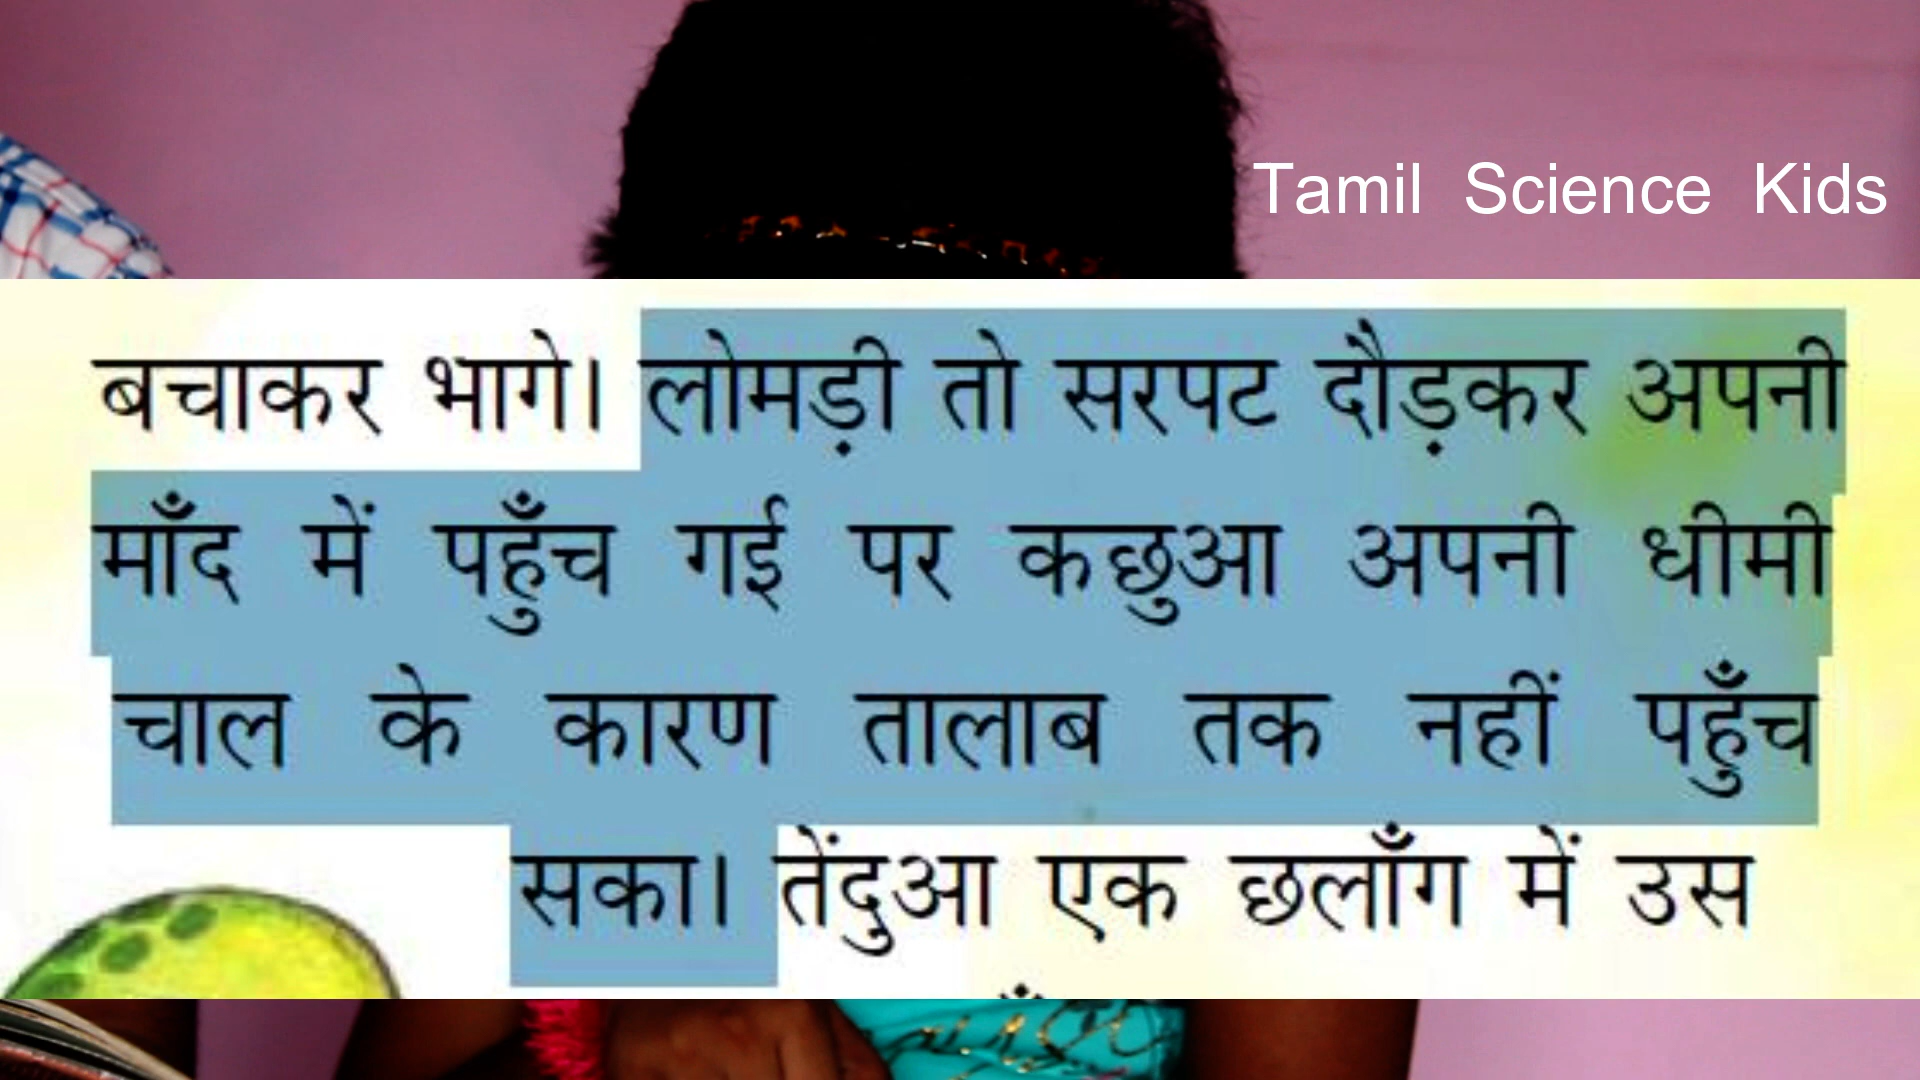 Tamil Science Kids
बचाकर भागे। लोमड़ी तो सरपट दौड़कर अपनी
माँद में पहुँच गई पर कछुआ अपनी धीमी
चाल के कारण तालाब तक नहीं पहुँच
सका। तेंदुआ एक छलाँग में उस